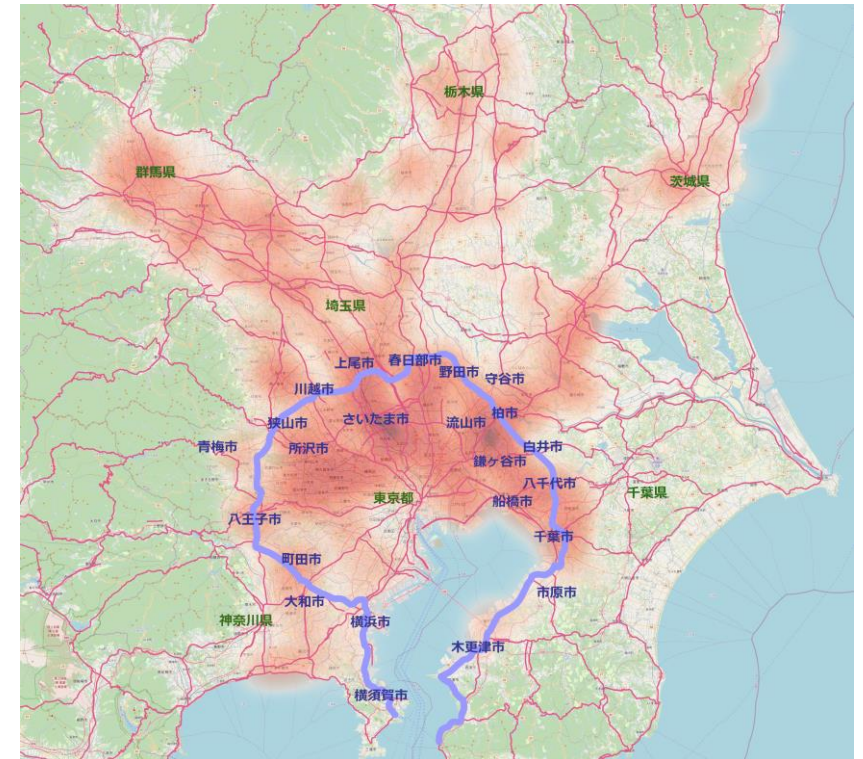 栃木県
群馬県
茨城県
埼玉県
上尾市
春日部市
野田市
守谷市
川越市
狭山市
さいたま市
流山市
柏市
青梅市
所沢市
鎌ヶ谷市
白井市
八千代市
東京都
船橋市
千葉県
八王子市
千葉市
町田市
市原市
大和市
神奈川県
横浜市
木更津市
横須賀市